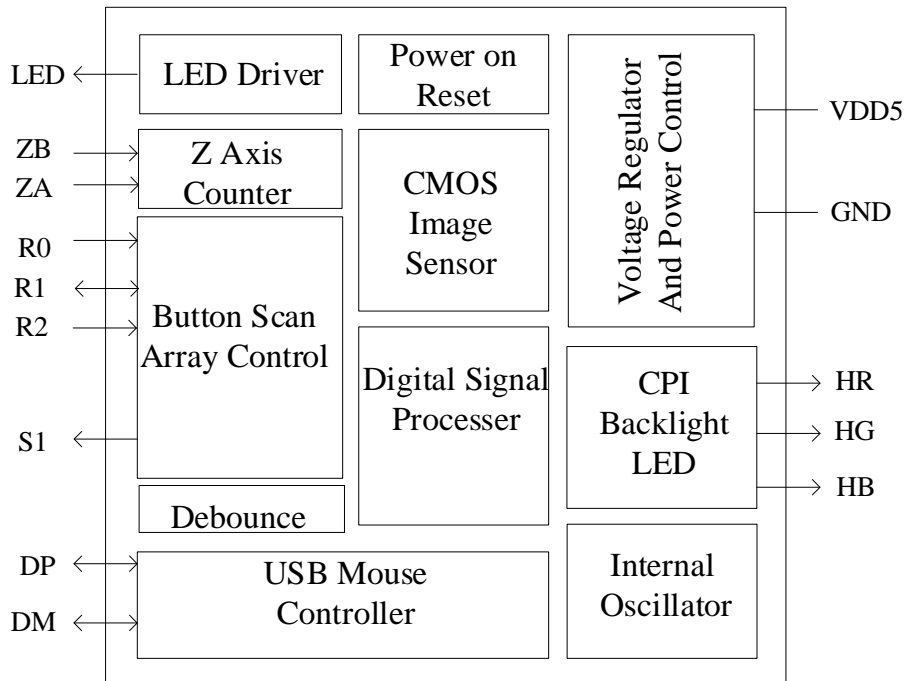 LED
LED Driver
Power on
Reset
Voltage Regulator
And Power Control
VDD5
GND
ZB
ZA
Z Axis
Counter
CMOS
Image
Sensor
R0
R1
R2
S1
Button Scan
Array Control
Digital Signal
Processer
CPI
Backlight
LED
HR
HG
HB
Debounce
DP
DM
USB Mouse
Controller
Internal
Oscillator